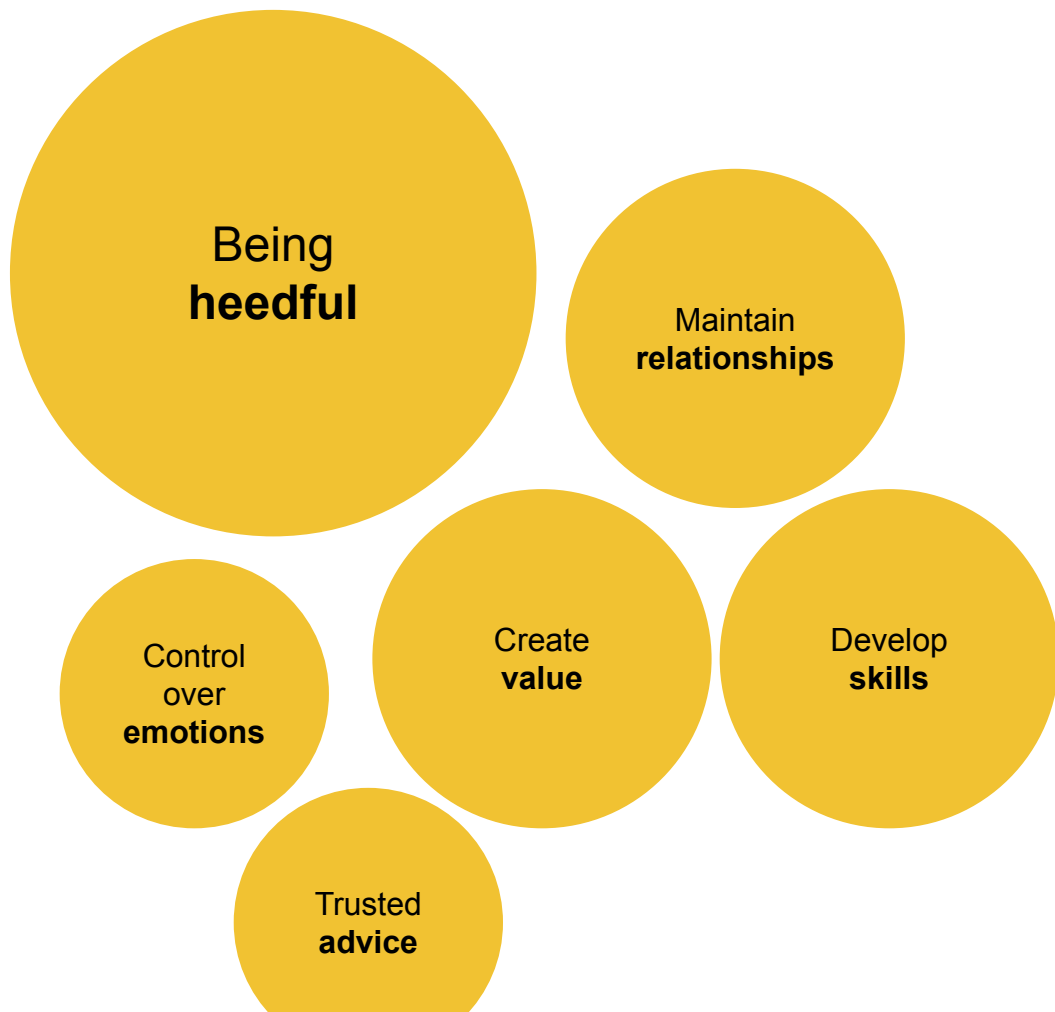 Being
heedful
Maintain
relationships
Create
value
Develop
skills
Control
over
emotions
Trusted
advice